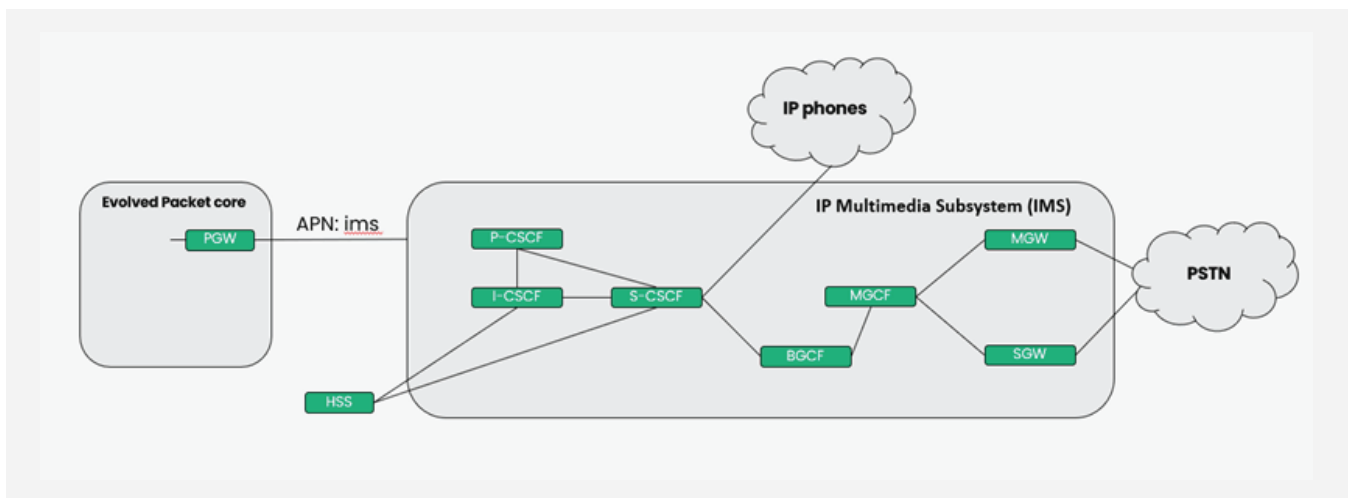 IP phones
Evolved Packet core
PGW
APN: ims
IP Multimedia Subsystem (IMS)
P-CSCF
I-CSCF
S-CSCF
MGCF
BGCF
MGW
SGW
PSTN
HSS